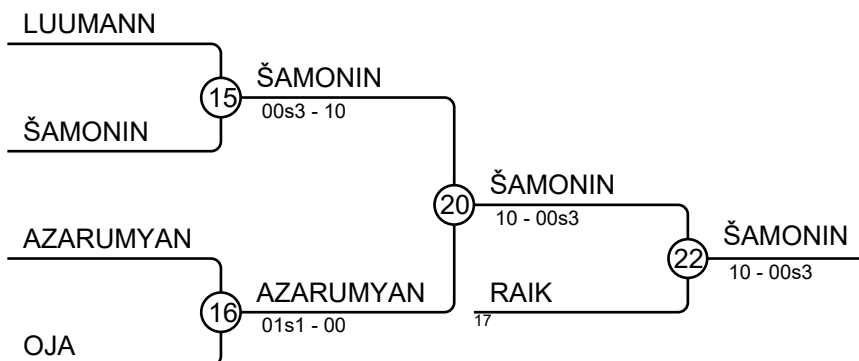 LUUMANN
15
ŠAMONIN
00s3 - 10
ŠAMONIN
20
ŠAMONIN
10 - 00s3
AZARUMYAN
22
ŠAMONIN
10 - 00s3
16
AZARUMYAN
01s1 - 00
RAIK
17
OJA